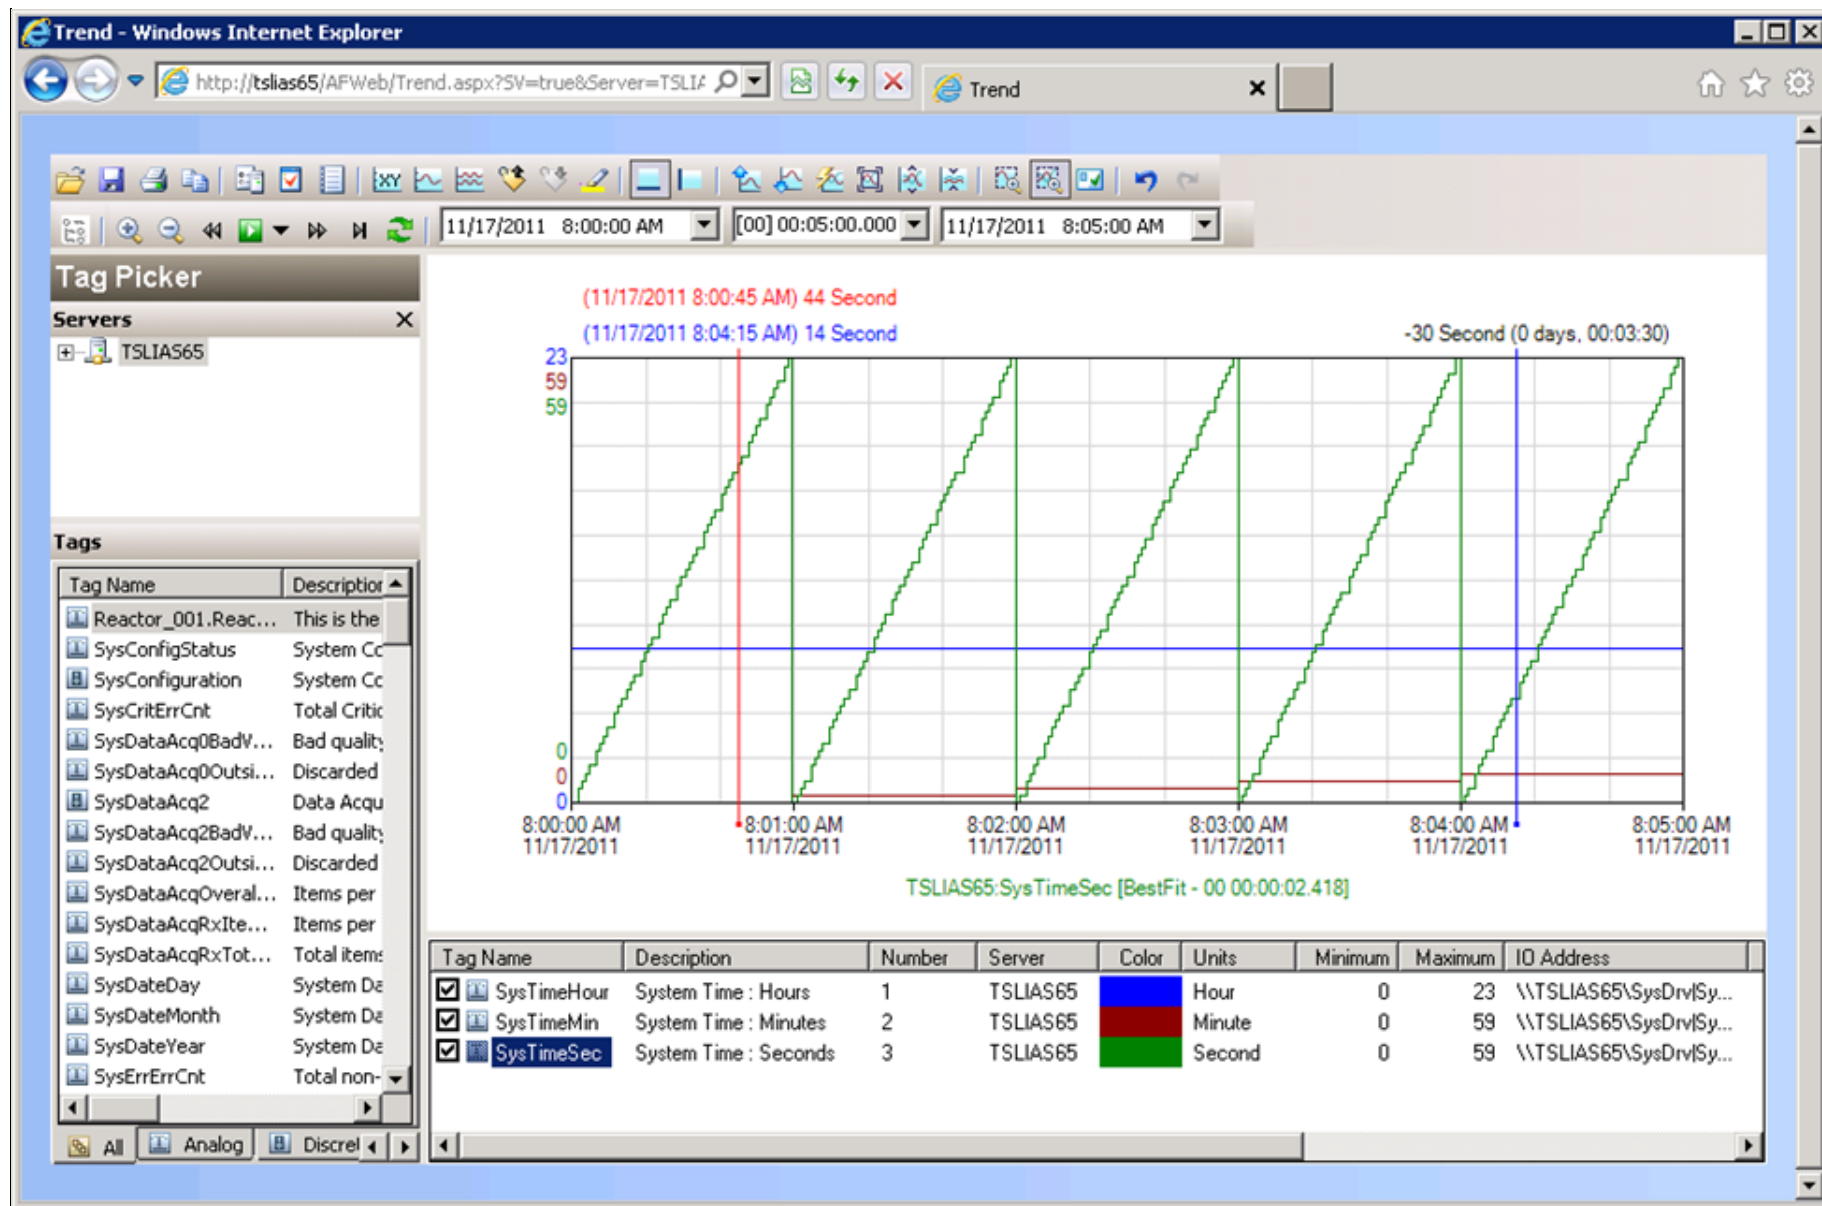 Trend - Windows Internet Explorer
http://tslias65/AFWeb/Trend.aspx?SV=true&Server=TSLIA
Trend
XY
11/17/2011 8:00:00 AM
[00] 00:05:00.000
11/17/2011 8:05:00 AM
Tag Picker
Servers
TSLIAS65
Tags
Tag Name Description
Reactor_001.Reac... This is the
SysConfigStatus System Co
SysConfiguration System Co
SysCritErrCnt Total Critic
SysDataAcq0BadV... Bad quality
SysDataAcq0Outsi... Discarded
SysDataAcq2 Data Acqu
SysDataAcq2BadV... Bad quality
SysDataAcq2Outsi... Discarded
SysDataAcqOveral... Items per
SysDataAcqRxIte... Items per
SysDataAcqRxTot... Total items
SysDateDay System Da
SysDateMonth System Da
SysDateYear System Da
SysErrErrCnt Total non-
All Analog Discret
(11/17/2011 8:00:45 AM) 44 Second
(11/17/2011 8:04:15 AM) 14 Second
-30 Second (0 days, 00:03:30)
23
59
59
0
0
0
8:00:00 AM 8:01:00 AM 8:02:00 AM 8:03:00 AM 8:04:00 AM 8:05:00 AM
11/17/2011 11/17/2011 11/17/2011 11/17/2011 11/17/2011 11/17/2011
TSLIAS65:SysTimeSec [BestFit - 00 00:00:02.418]
Tag Name Description Number Server Color Units Minimum Maximum IO Address
SysTimeHour System Time : Hours 1 TSLIAS65 Hour 0 23 \\TSLIAS65\SysDrv|Sy...
SysTimeMin System Time : Minutes 2 TSLIAS65 Minute 0 59 \\TSLIAS65\SysDrv|Sy...
SysTimeSec System Time : Seconds 3 TSLIAS65 Second 0 59 \\TSLIAS65\SysDrv|Sy...